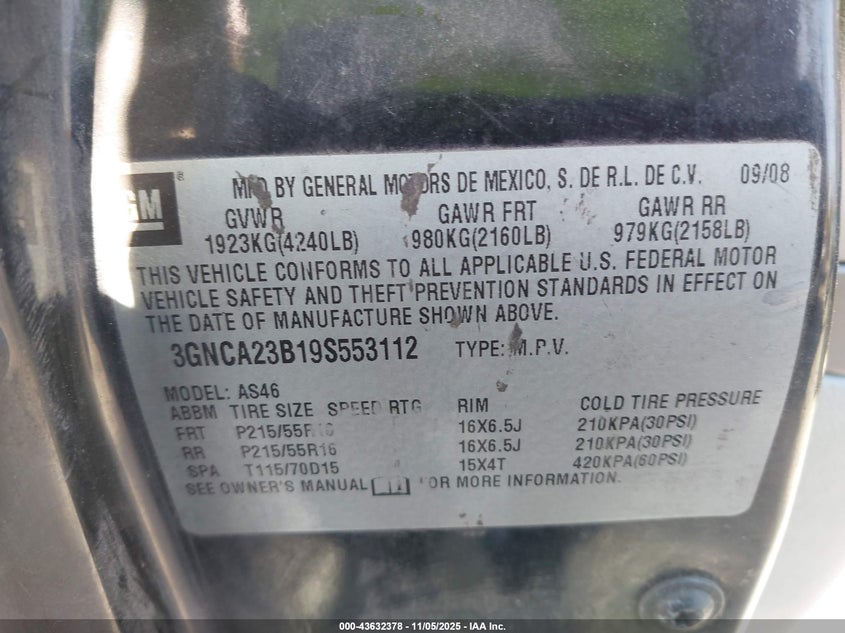 GM
MFD BY GENERAL MOTORS DE MEXICO, S. DE R.L. DE C.V. 09/08
GVWR GAWR FRT GAWR RR
1923KG(4240LB) 980KG(2160LB) 979KG(2158LB)
THIS VEHICLE CONFORMS TO ALL APPLICABLE U.S. FEDERAL MOTOR
VEHICLE SAFETY AND THEFT PREVENTION STANDARDS IN EFFECT ON
THE DATE OF MANUFACTURE SHOWN ABOVE.
3GNCA23B19S553112 TYPE: M.P.V.
MODEL: AS46
ABBM TIRE SIZE SPEED RTG RIM COLD TIRE PRESSURE
FRT P215/55R16 16X6.5J 210KPA(30PSI)
RR P215/55R16 16X6.5J 210KPA(30PSI)
SPA T115/70D15 15X4T 420KPA(60PSI)
SEE OWNER'S MANUAL FOR MORE INFORMATION.
000-43632378 - 11/05/2025 - IAA Inc.